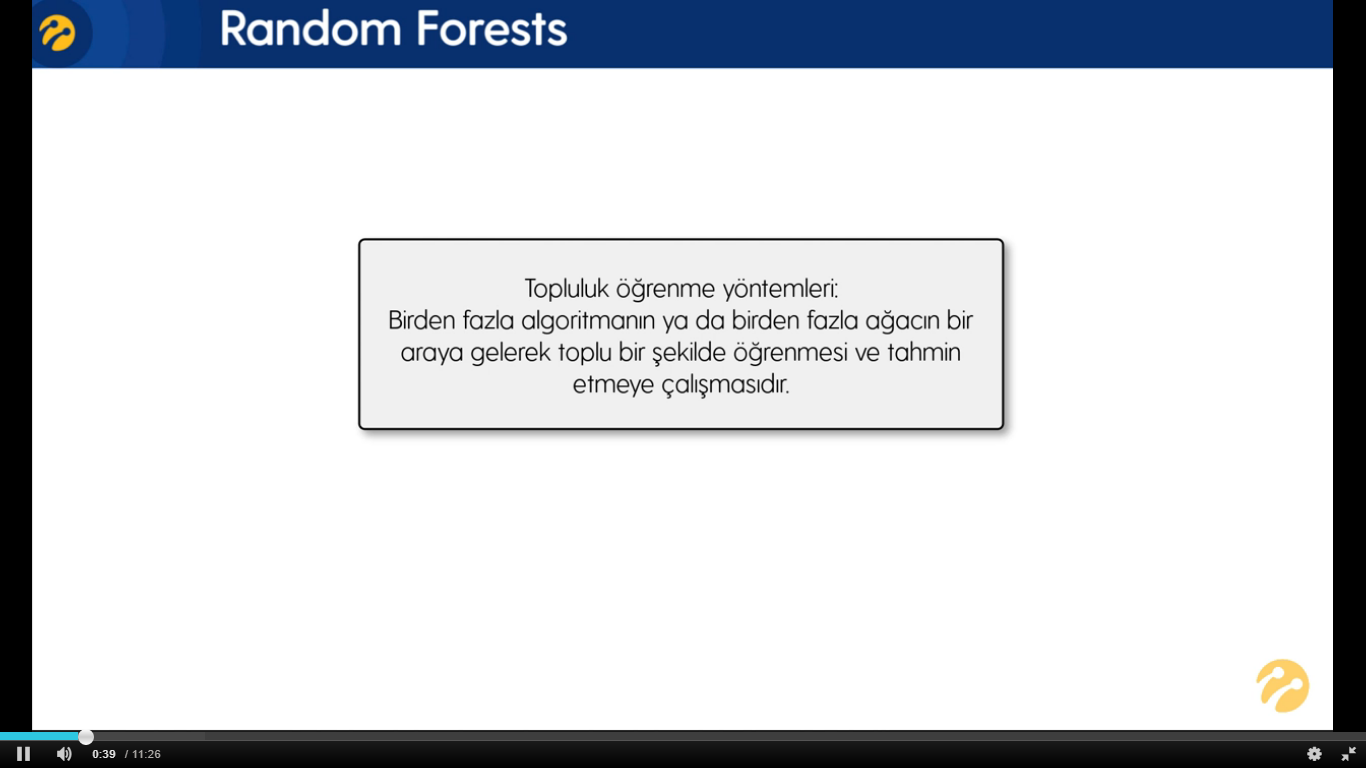 Random Forests
Topluluk öğrenme yöntemleri:
Birden fazla algoritmanın ya da birden fazla ağacın bir
araya gelerek toplu bir şekilde öğrenmesi ve tahmin
etmeye çalışmasıdır.
0:39 / 11:26